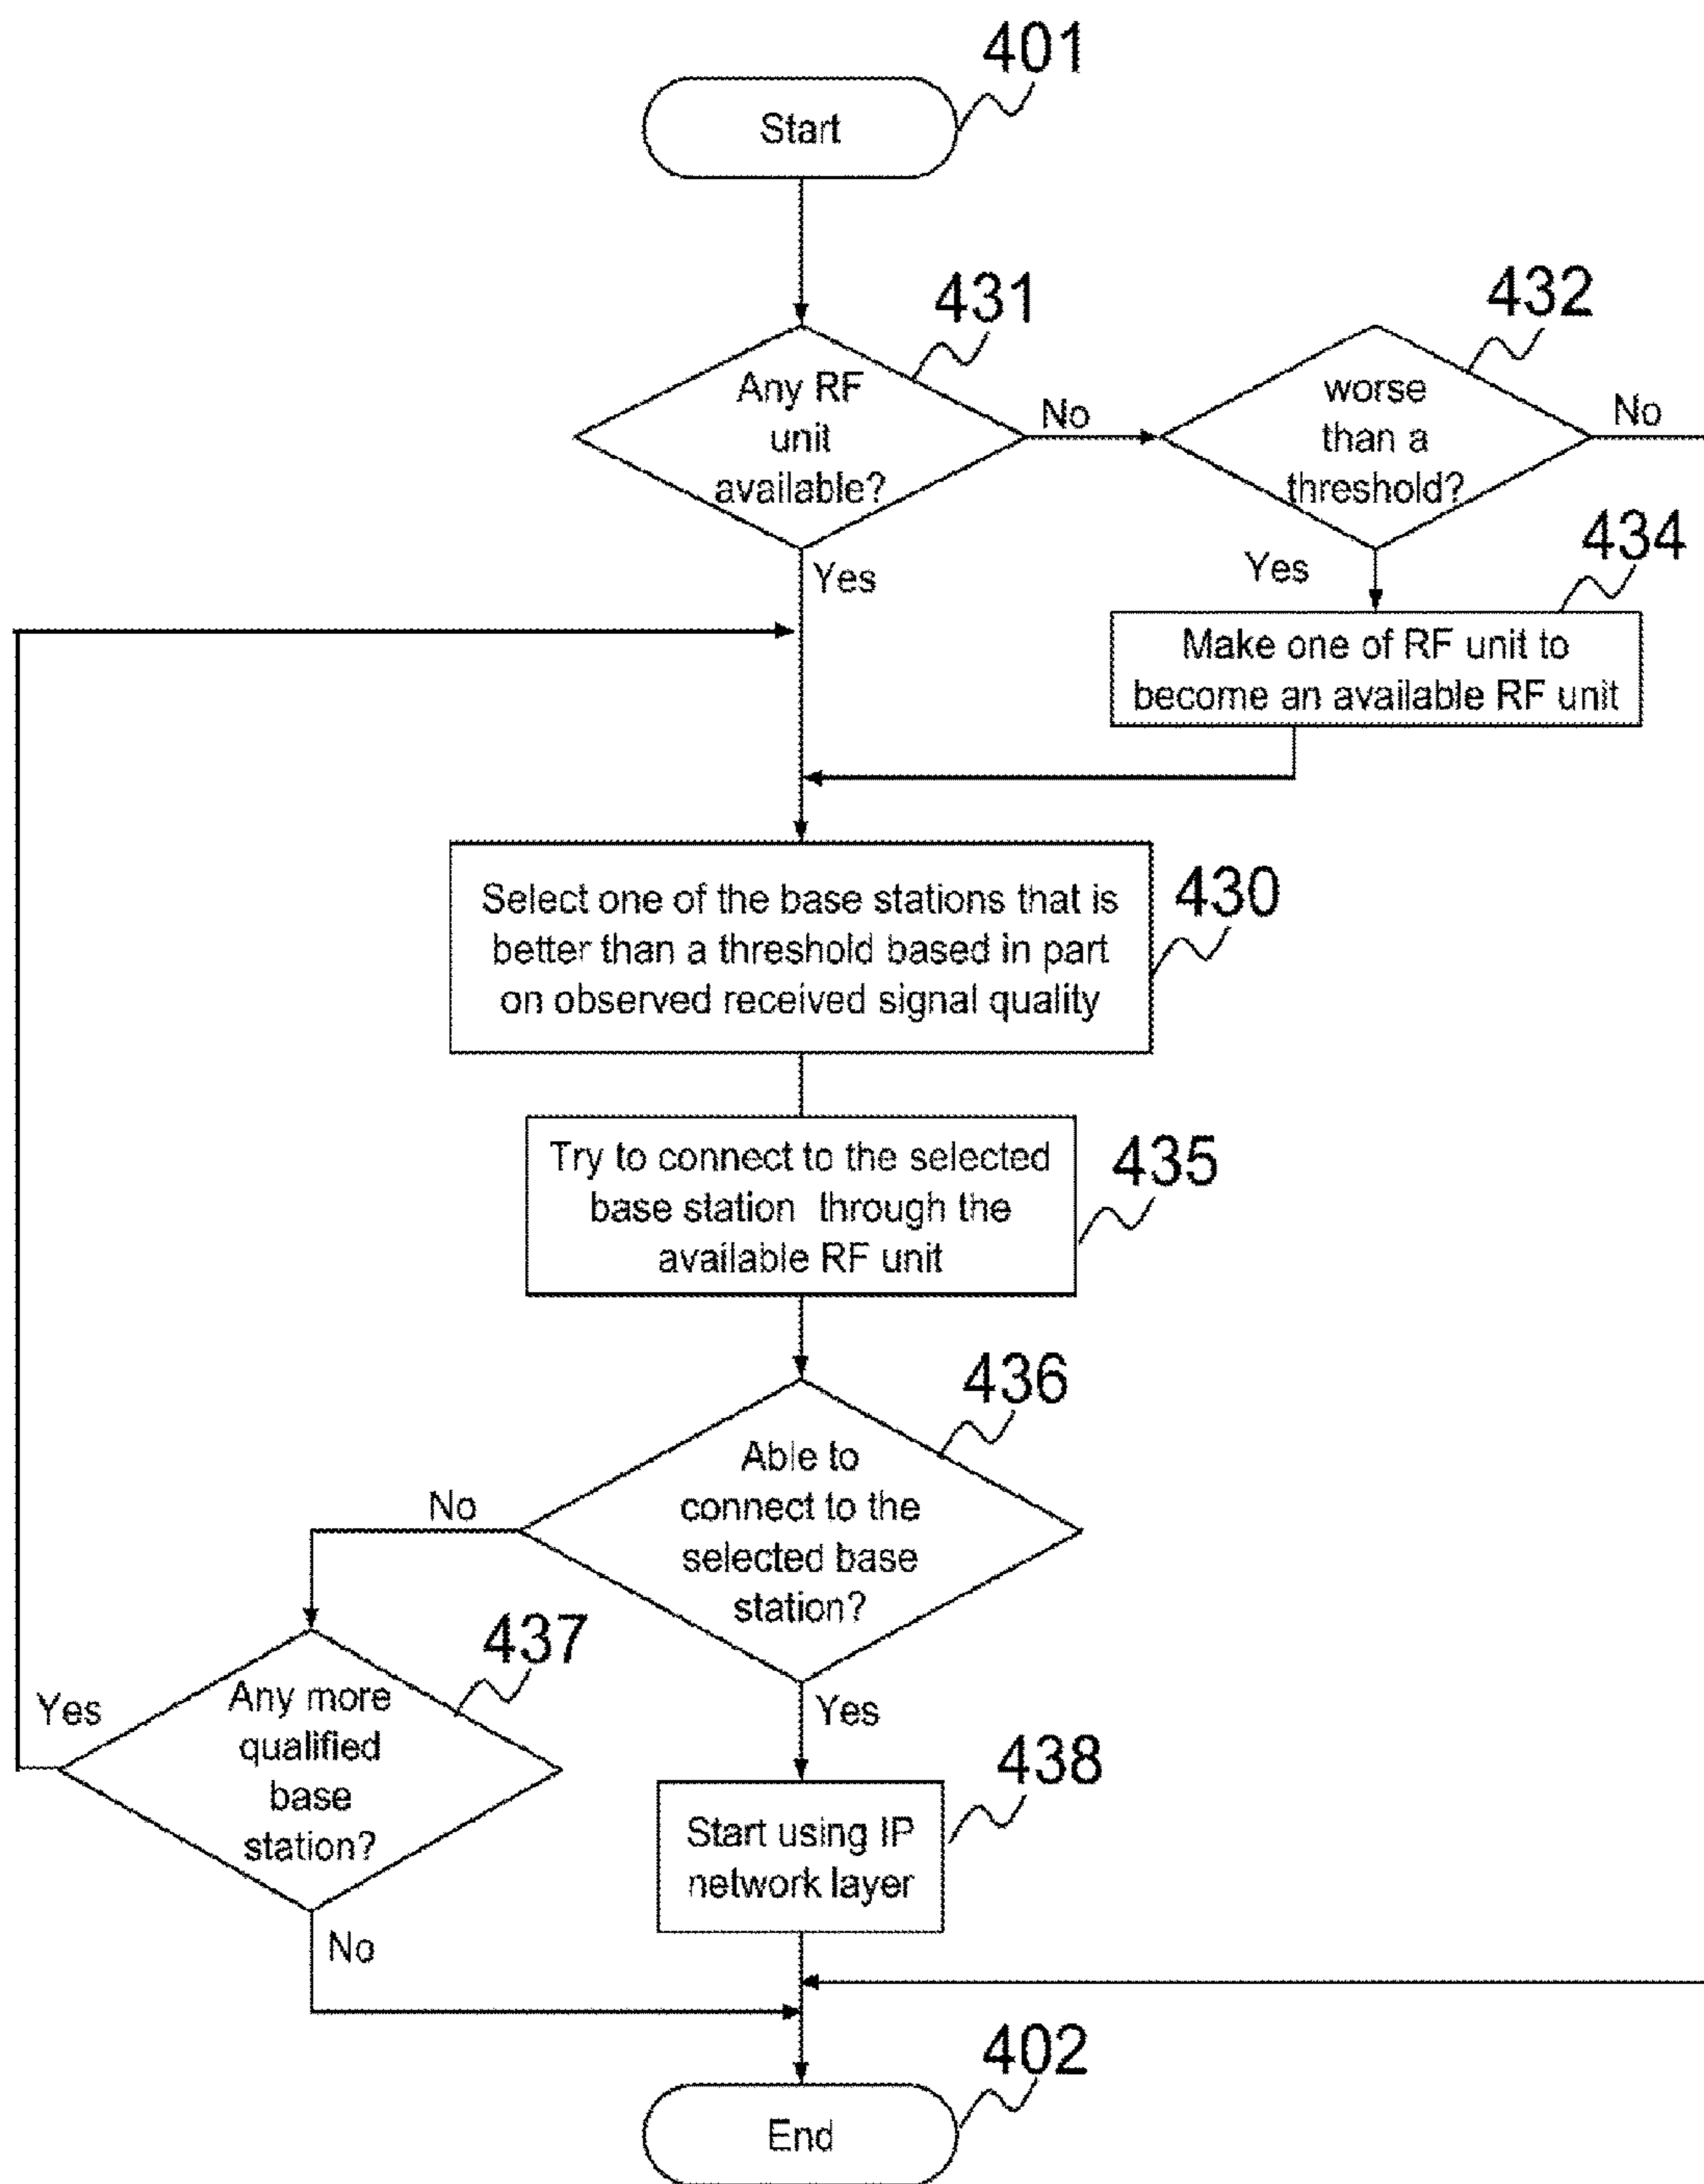 401
Start
431
Any RF
unit
available?
No
432
worse
than a
threshold?
No
Yes
Yes
434
Make one of RF unit to
become an available RF unit
430
Select one of the base stations that is
better than a threshold based in part
on observed received signal quality
435
Try to connect to the selected
base station through the
available RF unit
436
Able to
connect to the
selected base
station?
No
437
Any more
qualified
base
station?
Yes
Yes
438
Start using IP
network layer
No
402
End